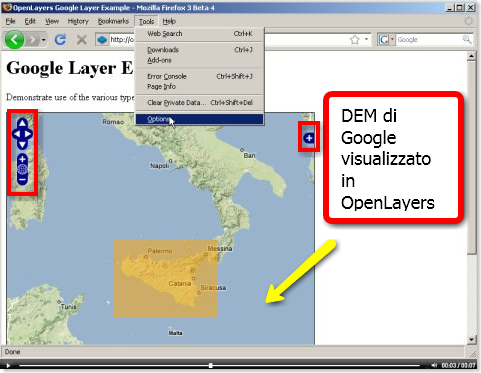 OpenLayers Google Layer Example - Mozilla Firefox 3 Beta 4
File Edit View History Bookmarks Tools Help
Web Search Ctrl+K
Downloads Ctrl+J
Add-ons
Error Console Ctrl+Shift+J
Page Info
Clear Private Data... Ctrl+Shift+Del
Options
http://o
Google
Google Layer E
Demonstrate use of the various type
DEM di
Google
visualizzato
in
OpenLayers
Romao
Napoli
Bari
Palermo
Messina
Catania
Siracusa
Malta
Done
00:03 / 00:07